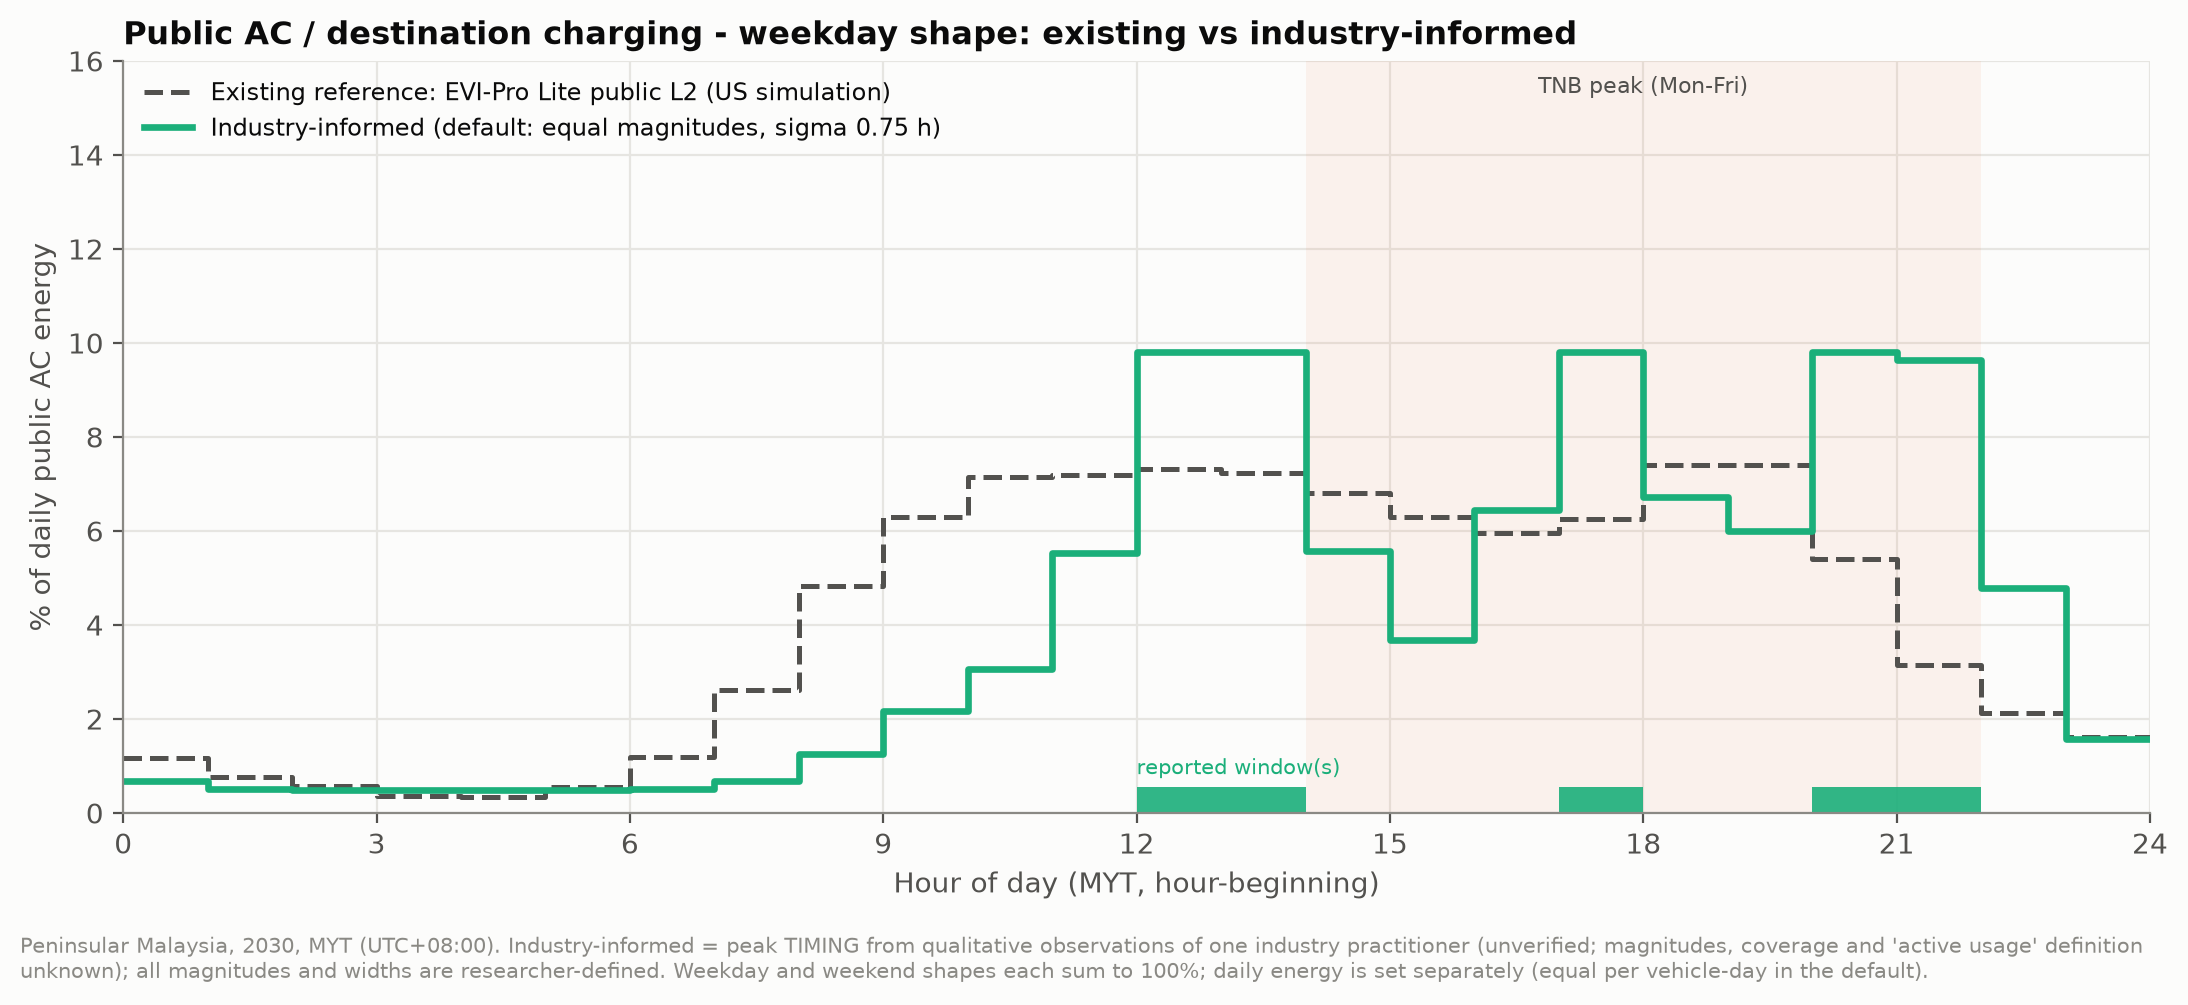 Public AC / destination charging - weekday shape: existing vs industry-informed
16
14
12
10
8
6
4
2
0
% of daily public AC energy
Existing reference: EVI-Pro Lite public L2 (US simulation)
Industry-informed (default: equal magnitudes, sigma 0.75 h)
TNB peak (Mon-Fri)
reported window(s)
0 3 6 9 12 15 18 21 24
Hour of day (MYT, hour-beginning)
Peninsular Malaysia, 2030, MYT (UTC+08:00). Industry-informed = peak TIMING from qualitative observations of one industry practitioner (unverified; magnitudes, coverage and 'active usage' definition
unknown); all magnitudes and widths are researcher-defined. Weekday and weekend shapes each sum to 100%; daily energy is set separately (equal per vehicle-day in the default).